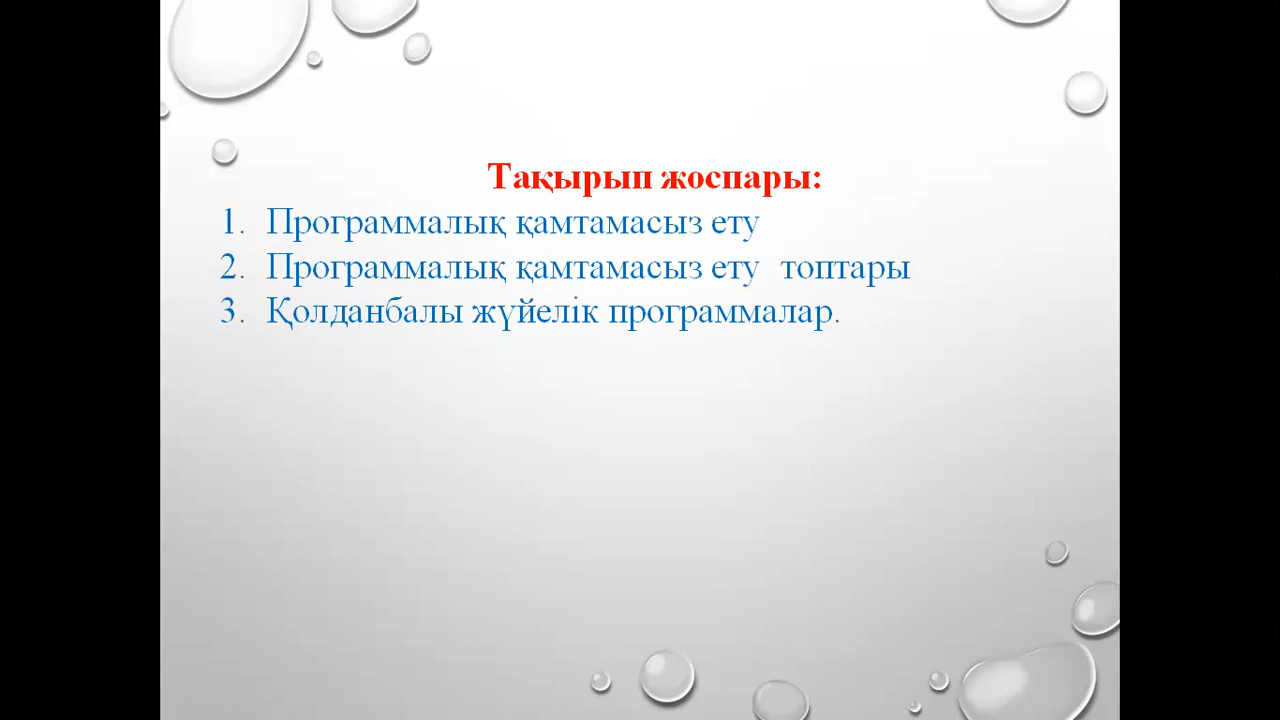 Тақырып жоспары:
1. Программалық қамтамасыз ету
2. Программалық қамтамасыз ету топтары
3. Қолданбалы жүйелік программалар.